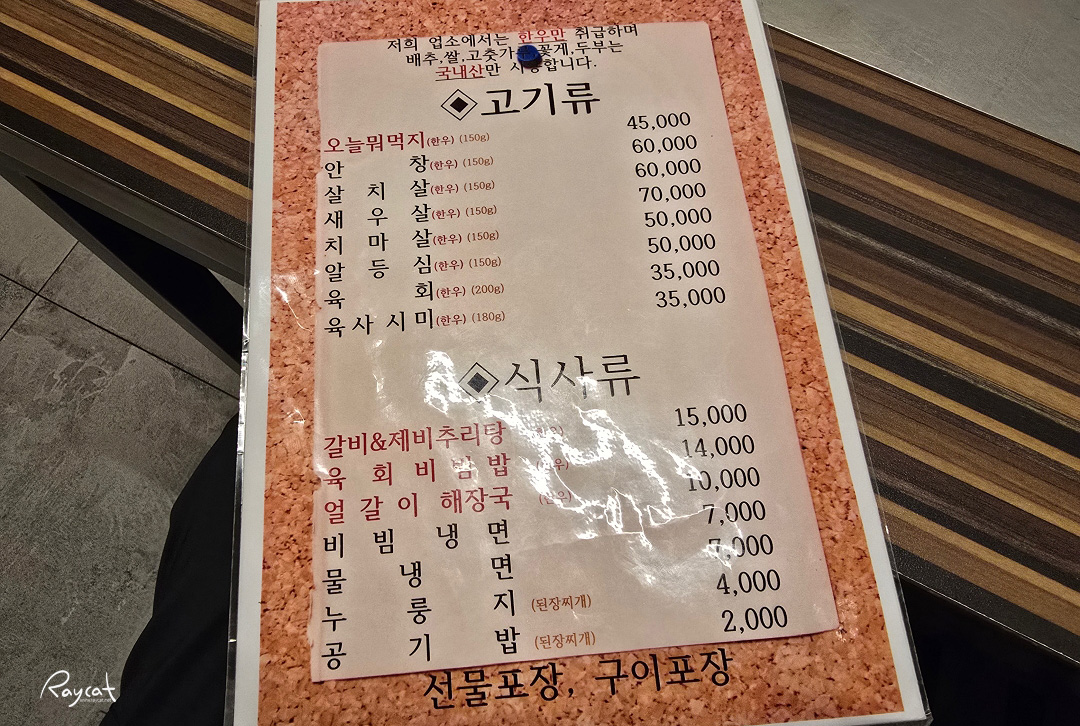 저희 업소에서는 한우만 취급하며
배추,쌀,고춧가루,꽃게,두부는
국내산만 사용합니다.
◈고기류
오늘뭐먹지(한우) (150g) 45,000
안 창(한우) (150g) 60,000
살 치 살(한우) (150g) 60,000
새 우 살(한우) (150g) 70,000
치 마 살(한우) (150g) 50,000
알 등 심(한우) (150g) 50,000
육 회(한우) (200g) 35,000
육 사 시 미(한우) (180g) 35,000
◈식사류
갈비&제비추리탕 15,000
육 회 비 빔 밥 (한우) 14,000
얼 갈 이 해장국 (한우) 10,000
비 빔 냉 면 7,000
물 냉 면 7,000
누 룽 지 (된장찌개) 4,000
공 기 밥 (된장찌개) 2,000
선물포장, 구이포장
Raycat